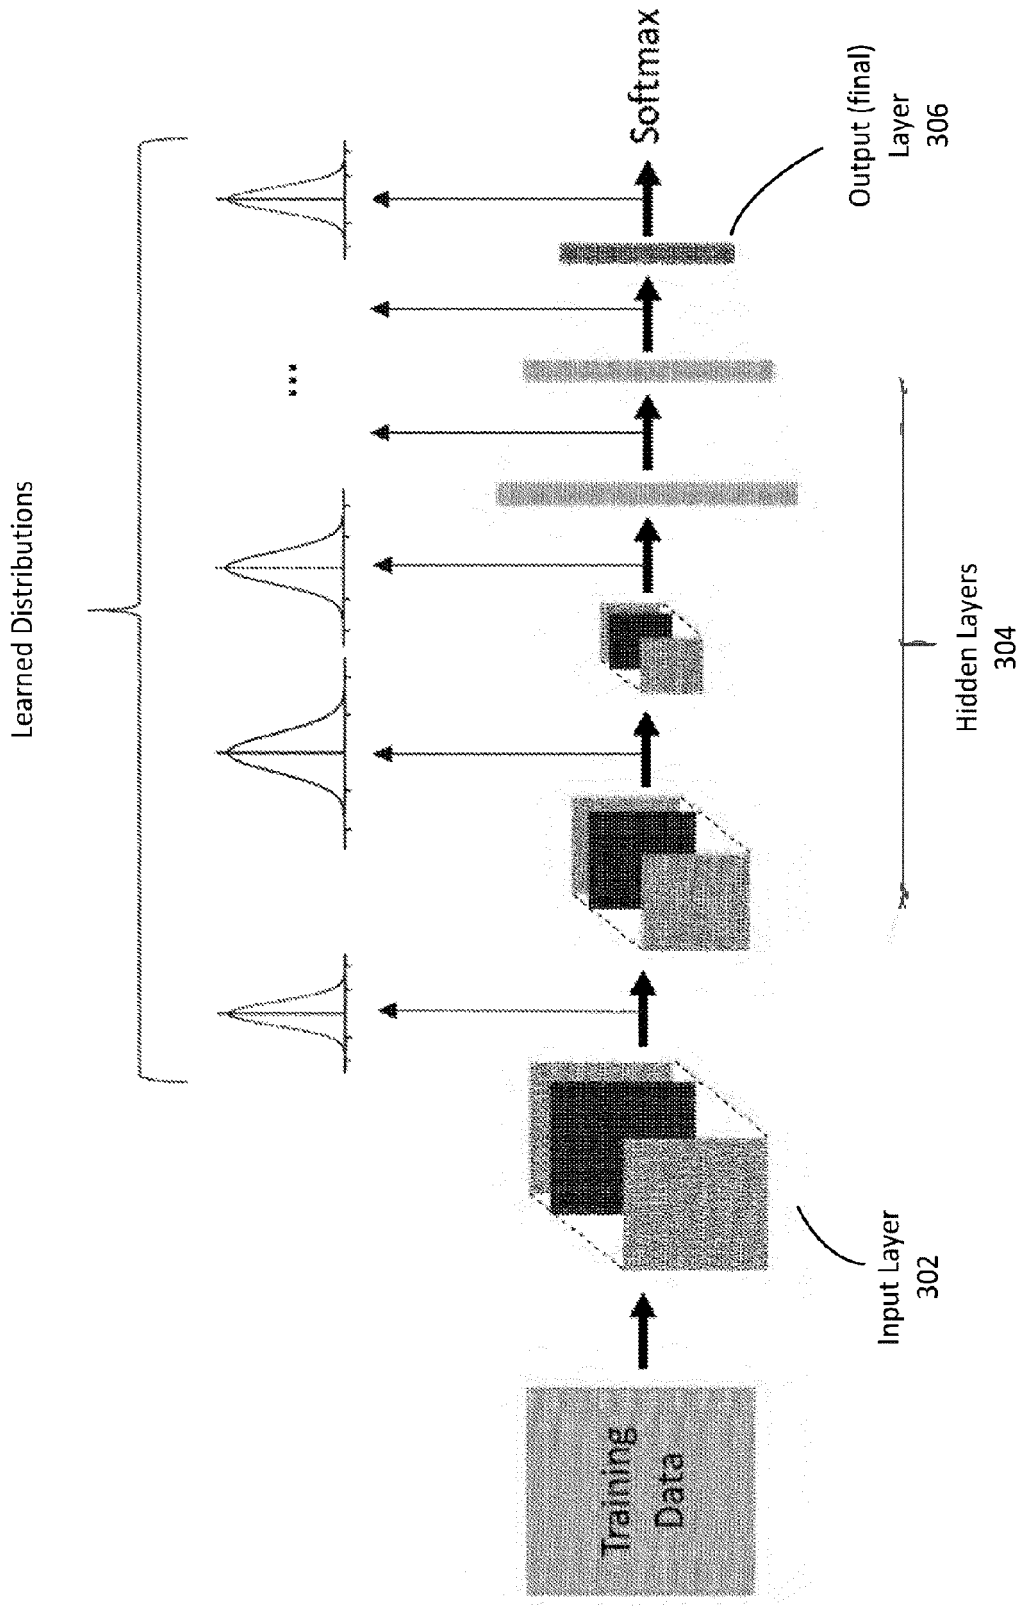 Learned Distributions
...
Softmax
Output (final)
Layer
306
Hidden Layers
304
Input Layer
302
Training
Data